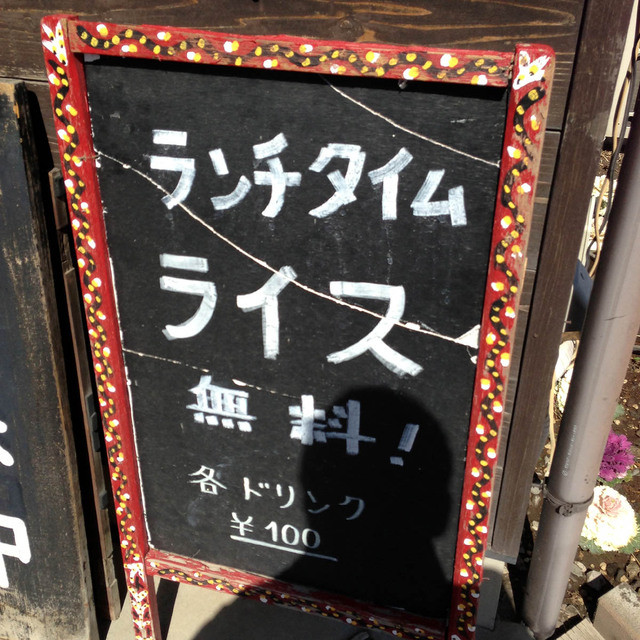 ランチタイム
ライス
無料!
各ドリンク
¥100